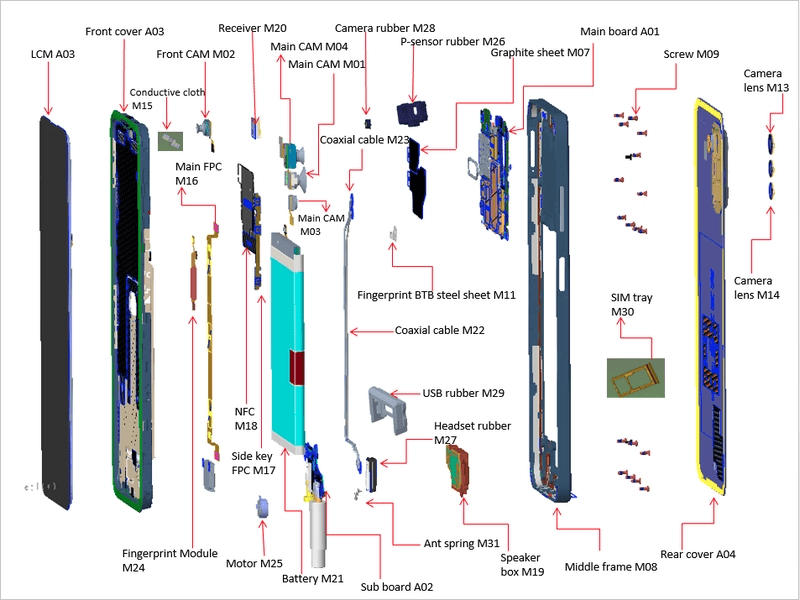 Receiver M20
Camera rubber M28
Front cover A03
Main board A01
P-sensor rubber M26
Main CAM M04
LCM A03
Front CAM M02
Graphite sheet M07
Screw M09
Main CAM M01
Camera
lens M13
Conductive cloth
M15
Coaxial cable M23
Main FPC
M16
Main CAM
M03
Camera
lens M14
Fingerprint BTB steel sheet M11
SIM tray
M30
Coaxial cable M22
USB rubber M29
NFC
M18
Headset rubber
M27
Side key
FPC M17
Ant spring M31
Fingerprint Module
M24
Motor M25
Speaker
box M19
Middle frame M08
Rear cover A04
Battery M21
Sub board A02